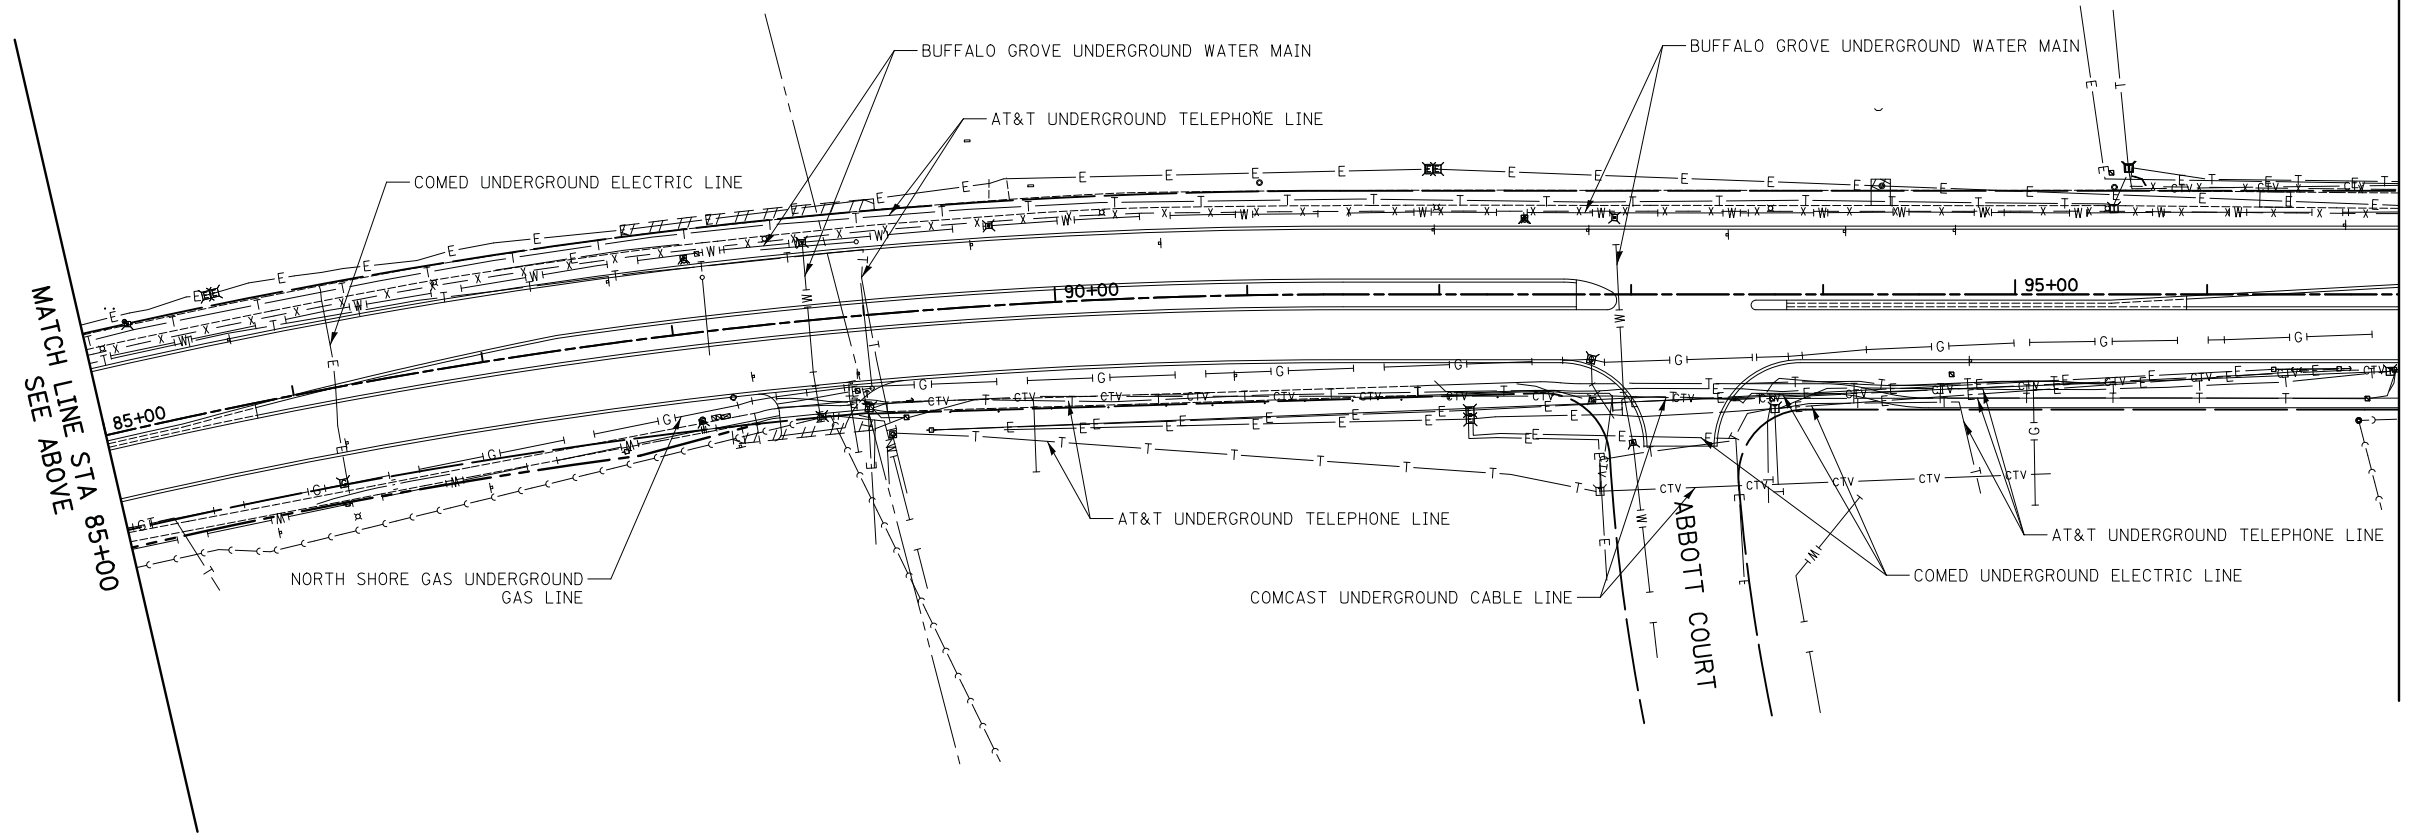 BUFFALO GROVE UNDERGROUND WATER MAIN
BUFFALO GROVE UNDERGROUND WATER MAIN
AT&T UNDERGROUND TELEPHONE LINE
COMED UNDERGROUND ELECTRIC LINE
MATCH LINE STA 85+00
SEE ABOVE
85+00
90+00
95+00
AT&T UNDERGROUND TELEPHONE LINE
AT&T UNDERGROUND TELEPHONE LINE
NORTH SHORE GAS UNDERGROUND
GAS LINE
COMCAST UNDERGROUND CABLE LINE
COMED UNDERGROUND ELECTRIC LINE
ABBOTT COURT